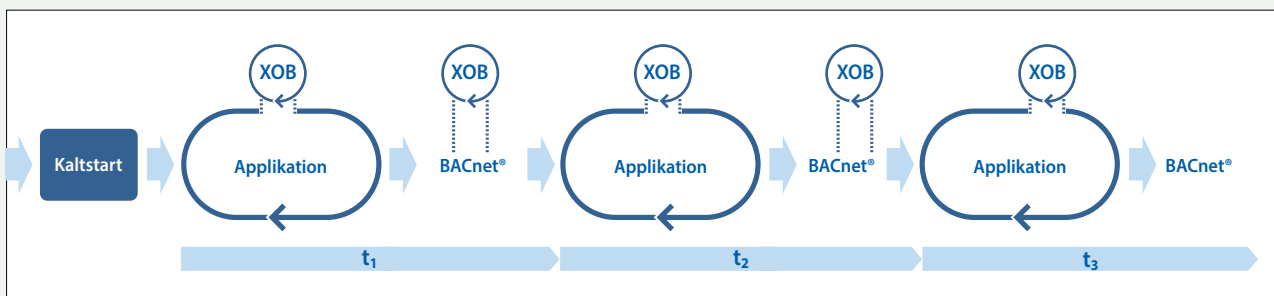 XOB XOB XOB XOB XOB
Kaltstart Applikation BACnet® Applikation BACnet® Applikation BACnet®
t₁ t₂ t₃